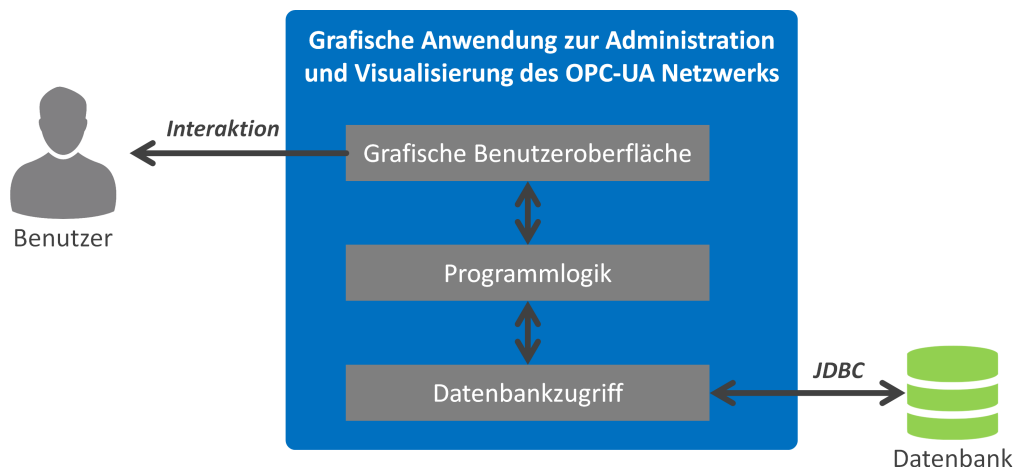 Grafische Anwendung zur Administration
und Visualisierung des OPC-UA Netzwerks
Interaktion
Grafische Benutzeroberfläche
Benutzer
Programmlogik
JDBC
Datenbankzugriff
Datenbank